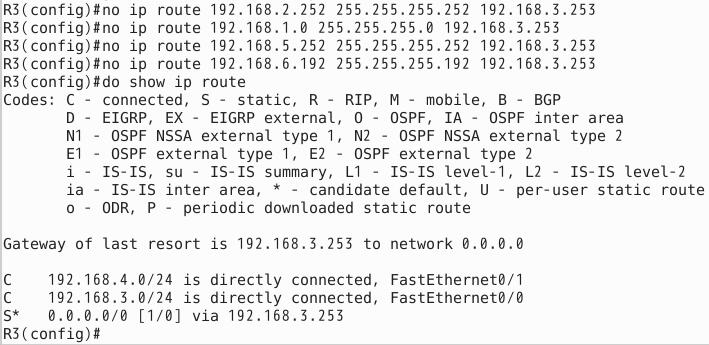 R3(config)#no ip route 192.168.2.252 255.255.255.252 192.168.3.253
R3(config)#no ip route 192.168.1.0 255.255.255.0 192.168.3.253
R3(config)#no ip route 192.168.5.252 255.255.255.252 192.168.3.253
R3(config)#no ip route 192.168.6.192 255.255.255.192 192.168.3.253
R3(config)#do show ip route
Codes: C - connected, S - static, R - RIP, M - mobile, B - BGP
       D - EIGRP, EX - EIGRP external, O - OSPF, IA - OSPF inter area
       N1 - OSPF NSSA external type 1, N2 - OSPF NSSA external type 2
       E1 - OSPF external type 1, E2 - OSPF external type 2
       i - IS-IS, su - IS-IS summary, L1 - IS-IS level-1, L2 - IS-IS level-2
       ia - IS-IS inter area, * - candidate default, U - per-user static route
       o - ODR, P - periodic downloaded static route
Gateway of last resort is 192.168.3.253 to network 0.0.0.0
C    192.168.4.0/24 is directly connected, FastEthernet0/1
C    192.168.3.0/24 is directly connected, FastEthernet0/0
S*   0.0.0.0/0 [1/0] via 192.168.3.253
R3(config)#